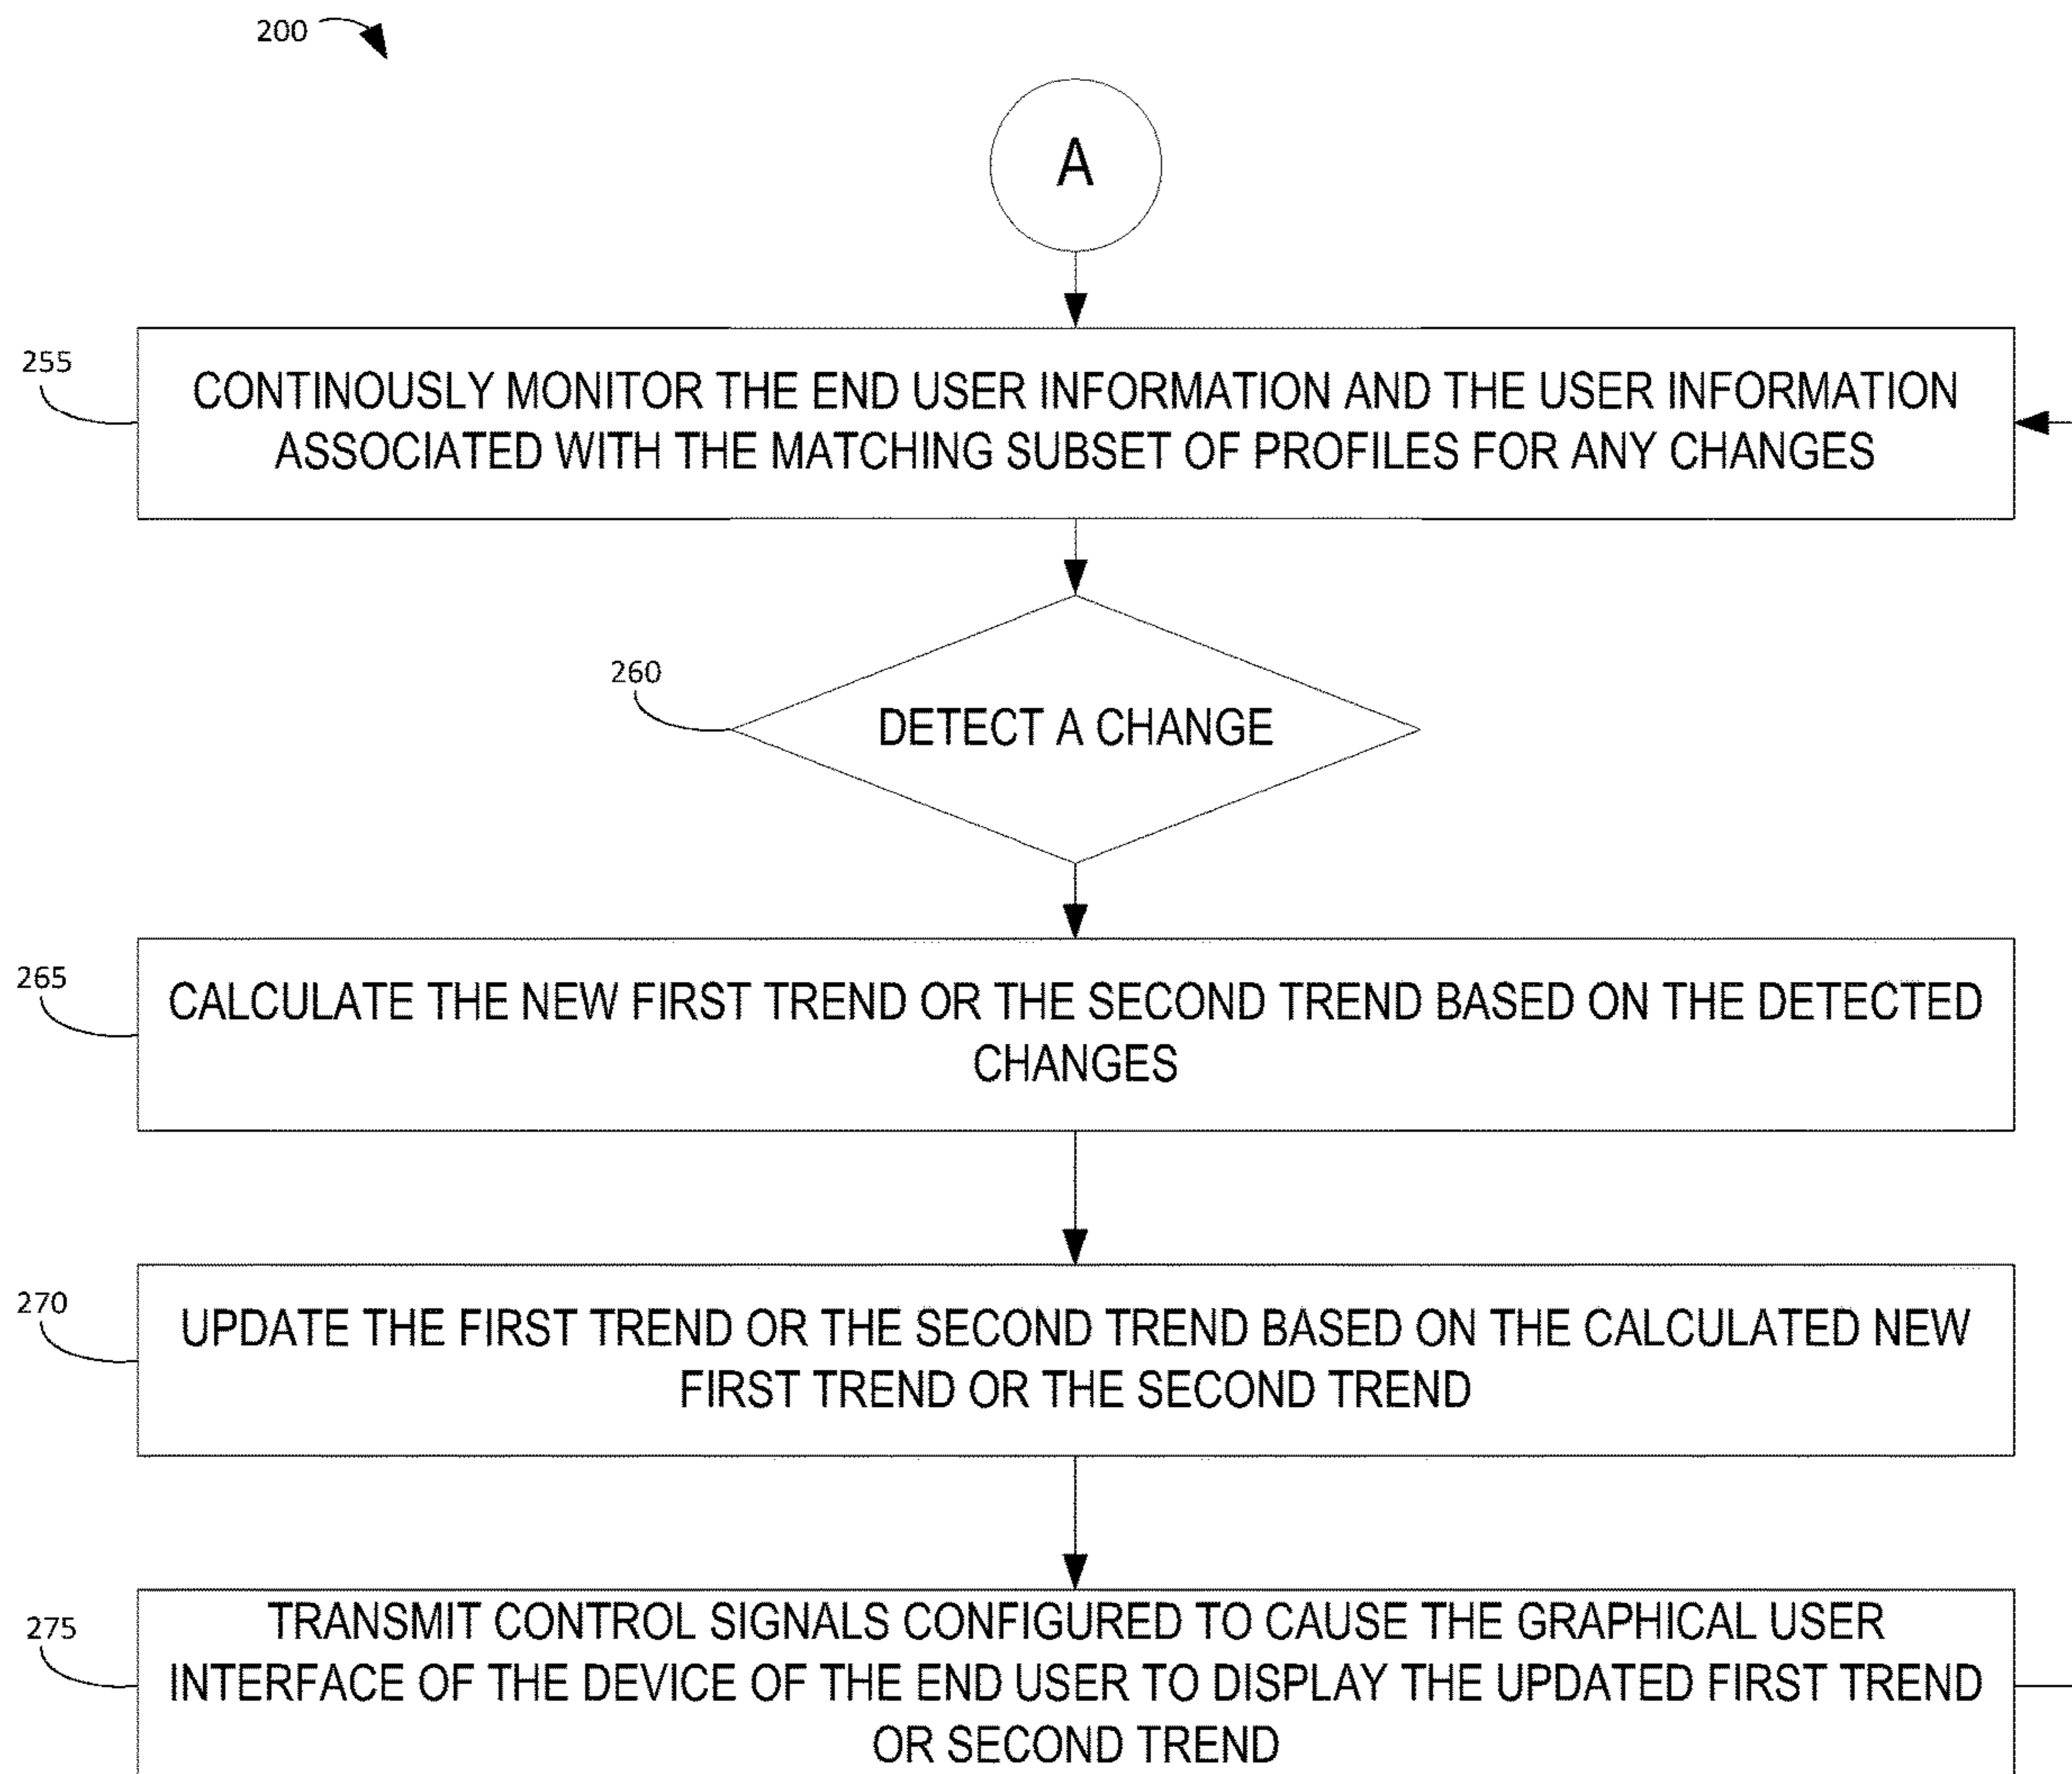 200
A
255
CONTINOUSLY MONITOR THE END USER INFORMATION AND THE USER INFORMATION
ASSOCIATED WITH THE MATCHING SUBSET OF PROFILES FOR ANY CHANGES
260
DETECT A CHANGE
265
CALCULATE THE NEW FIRST TREND OR THE SECOND TREND BASED ON THE DETECTED
CHANGES
270
UPDATE THE FIRST TREND OR THE SECOND TREND BASED ON THE CALCULATED NEW
FIRST TREND OR THE SECOND TREND
275
TRANSMIT CONTROL SIGNALS CONFIGURED TO CAUSE THE GRAPHICAL USER
INTERFACE OF THE DEVICE OF THE END USER TO DISPLAY THE UPDATED FIRST TREND
OR SECOND TREND